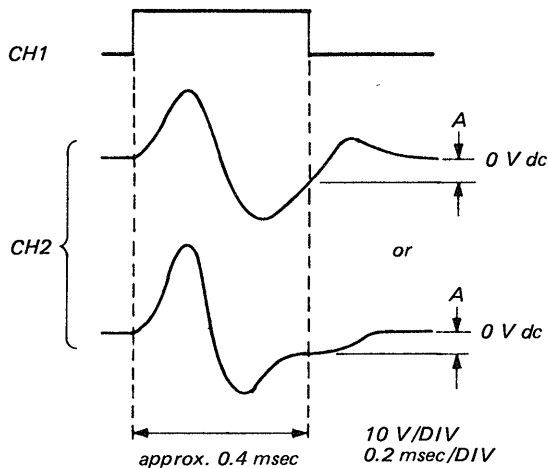 CH1
A
0 V dc
CH2
or
A
0 V dc
10 V/DIV
approx. 0.4 msec
0.2 msec/DIV